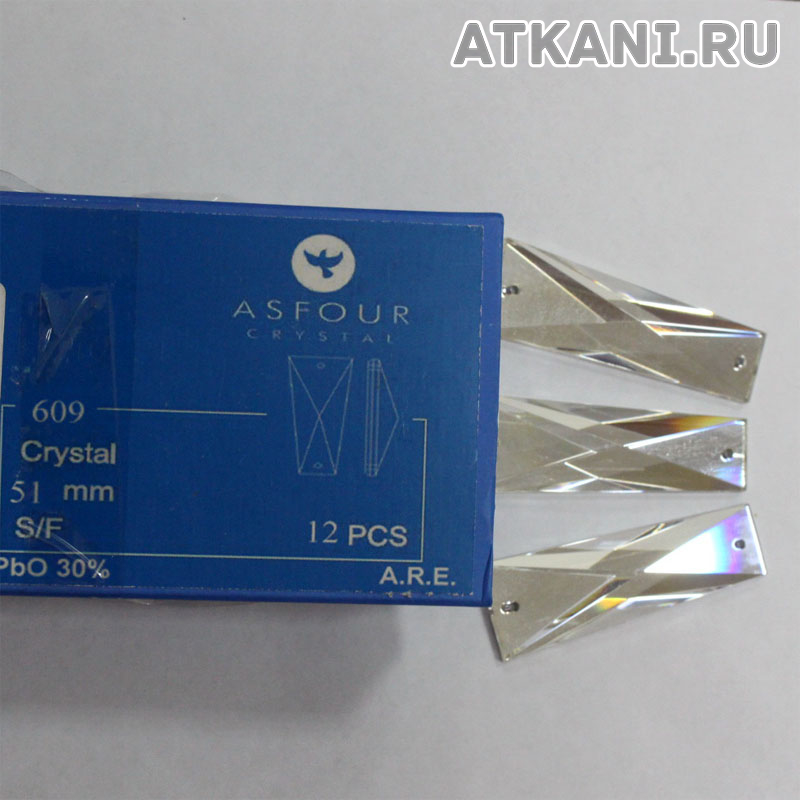 ATKANI.RU
ASFOUR
CRYSTAL
609
Crystal
51 mm
S/F
12 PCS
PbO 30%
A.R.E.